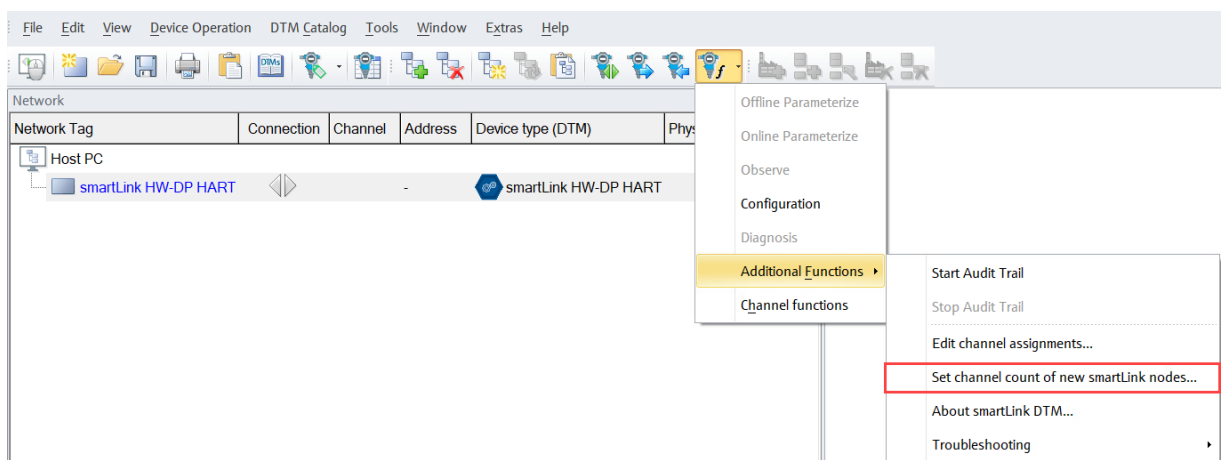 File Edit View Device Operation DTM Catalog Tools Window Extras Help
DTMs
f
Network
Network Tag Connection Channel Address Device type (DTM) Phys
Host PC
smartLink HW-DP HART - smartLink HW-DP HART
Offline Parameterize
Online Parameterize
Observe
Configuration
Diagnosis
Additional Functions
Channel functions
Start Audit Trail
Stop Audit Trail
Edit channel assignments...
Set channel count of new smartLink nodes...
About smartLink DTM...
Troubleshooting